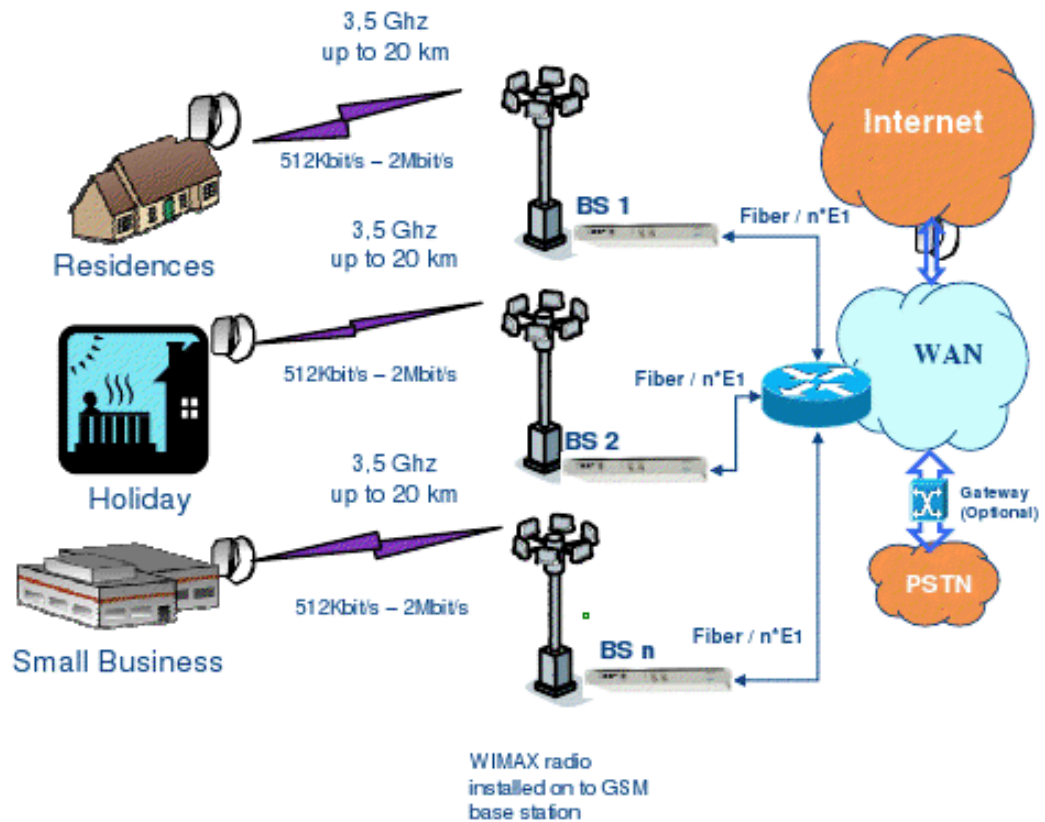 3,5 Ghz
up to 20 km
512Kbit/s – 2Mbit/s
Residences
BS 1
Fiber / n*E1
Internet
3,5 Ghz
up to 20 km
512Kbit/s – 2Mbit/s
Holiday
BS 2
Fiber / n*E1
WAN
3,5 Ghz
up to 20 km
512Kbit/s – 2Mbit/s
Small Business
BS n
Fiber / n*E1
Gateway
(Optional)
PSTN
WIMAX radio
installed on to GSM
base station